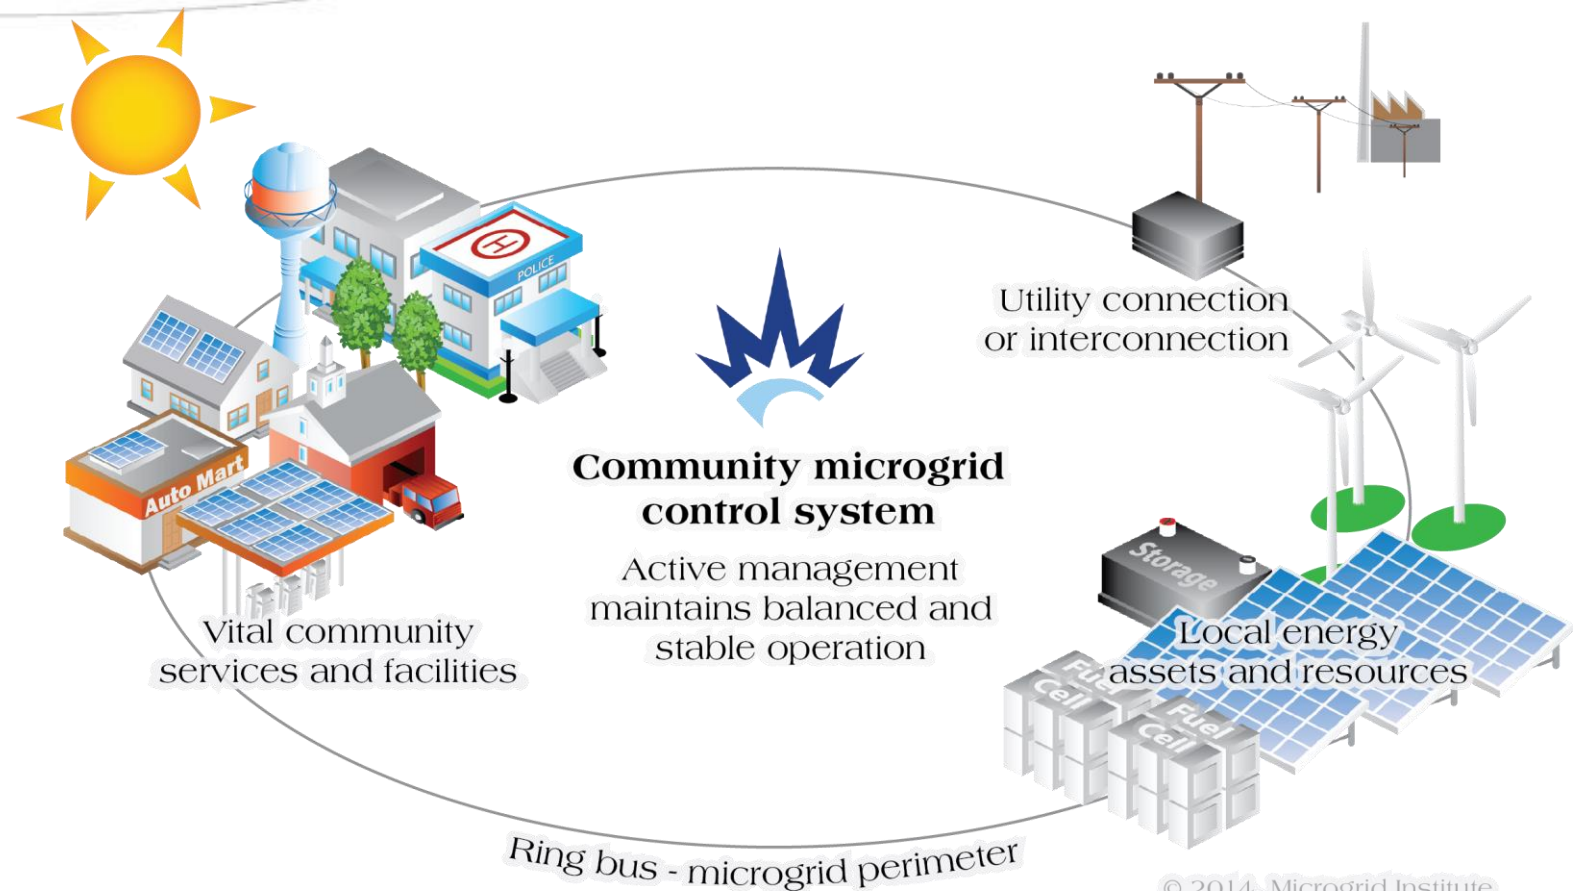 POLICE
Utility connection
or interconnection
Auto Mart
Community microgrid
control system
Active management
maintains balanced and
stable operation
Vital community
services and facilities
Storage
Local energy
assets and resources
Fuel
Cell
Fuel
Cell
Ring bus - microgrid perimeter
© 2014 Microgrid Institute